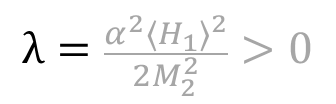 λ = α²⟨H₁⟩² / 2M₂² > 0